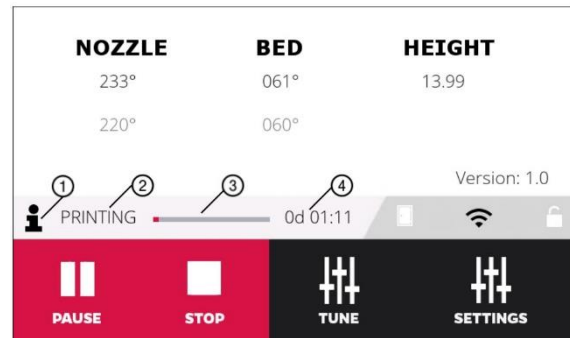 NOZZLE BED HEIGHT
233° 061° 13.99
220° 060°
Version: 1.0
1 2 3 4
PRINTING 0d 01:11
PAUSE STOP TUNE SETTINGS